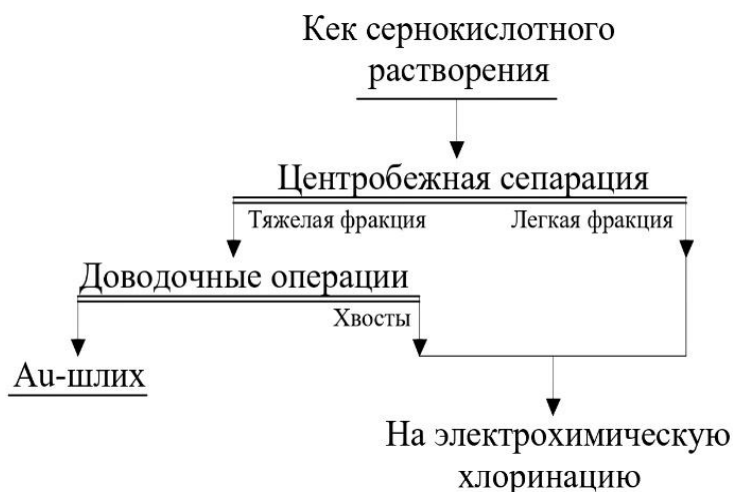 Кек сернокислотного
растворения
Центробежная сепарация
Тяжелая фракция
Легкая фракция
Доводочные операции
Хвосты
Au-шлих
На электрохимическую
хлоринацию